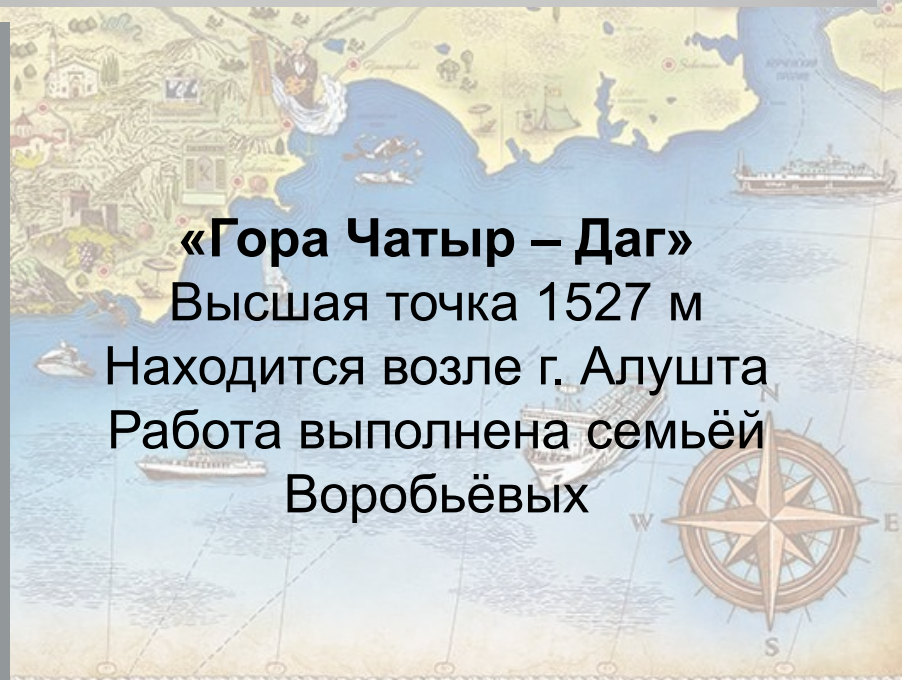 «Гора Чатыр – Даг»
Высшая точка 1527 м
Находится возле г. Алушта
Работа выполнена семьёй
Воробьёвых
N
W
E
S